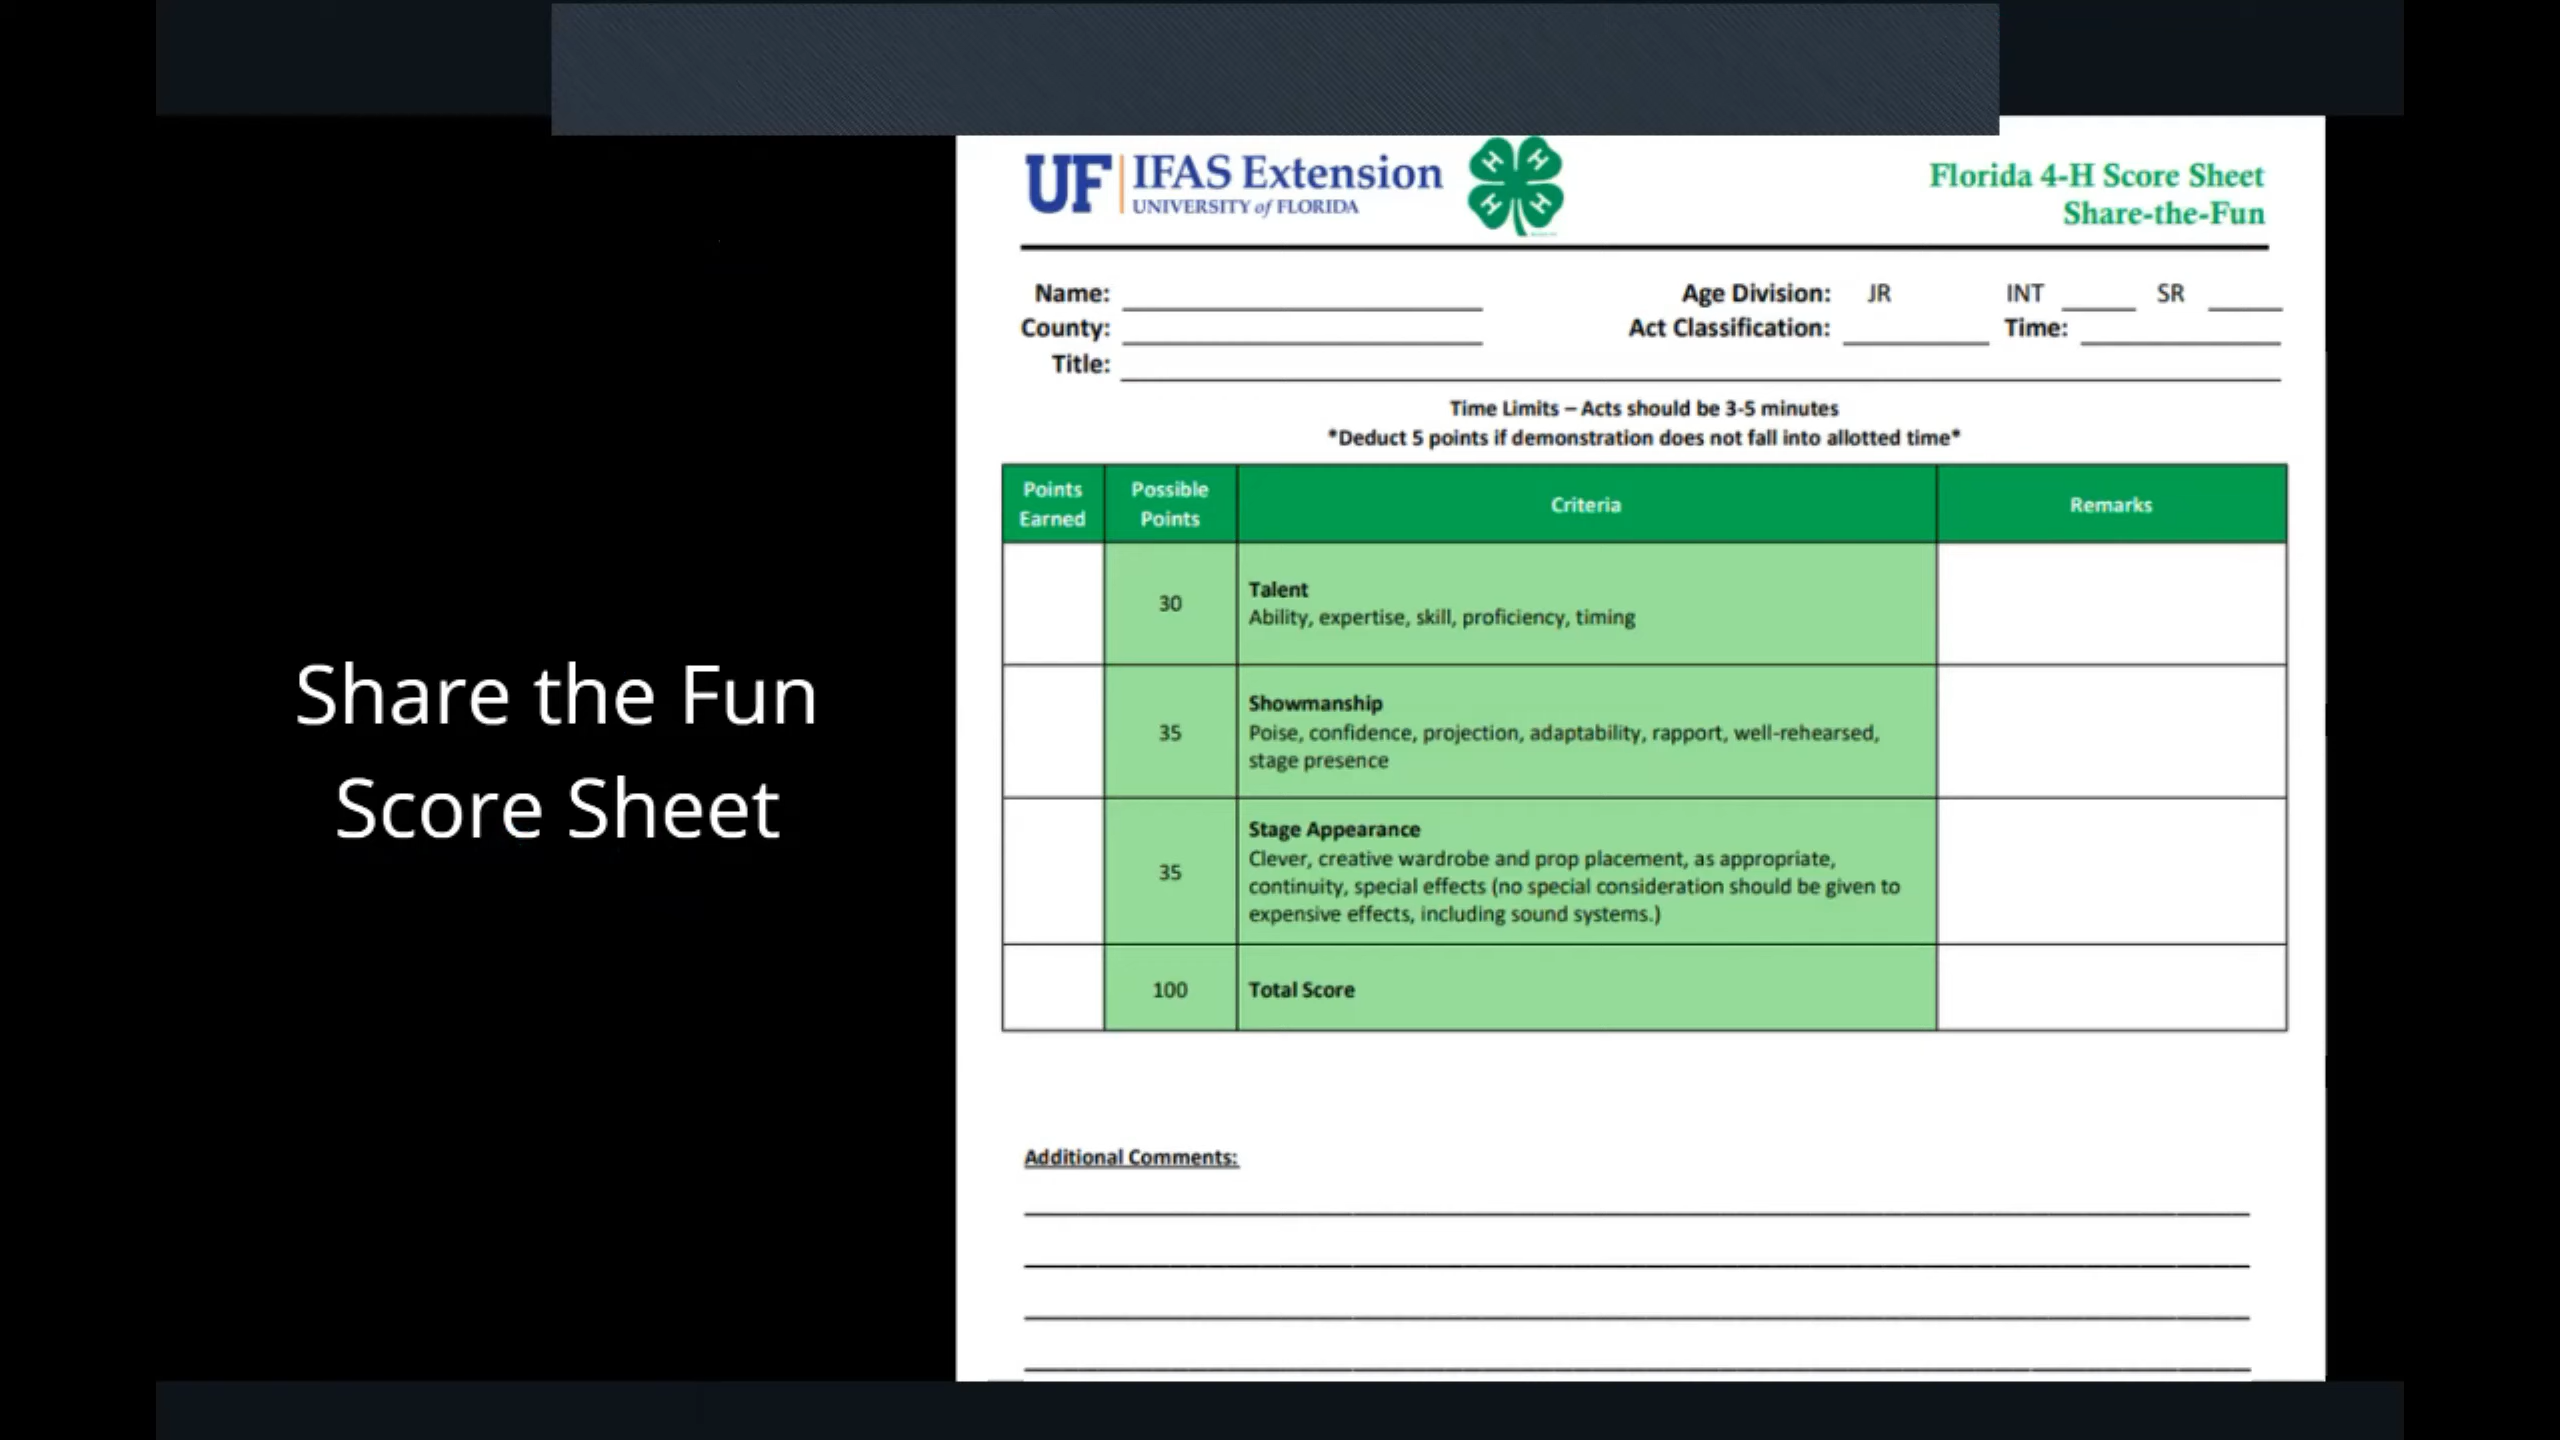 Share the Fun
Score Sheet
UF IFAS Extension
UNIVERSITY of FLORIDA
H H H H
Florida 4-H Score Sheet
Share-the-Fun
Name: Age Division: JR INT SR
County: Act Classification: Time:
Title:
Time Limits – Acts should be 3-5 minutes
*Deduct 5 points if demonstration does not fall into allotted time*
Points Earned Possible Points Criteria Remarks
30 Talent
Ability, expertise, skill, proficiency, timing
35 Showmanship
Poise, confidence, projection, adaptability, rapport, well-rehearsed,
stage presence
35 Stage Appearance
Clever, creative wardrobe and prop placement, as appropriate,
continuity, special effects (no special consideration should be given to
expensive effects, including sound systems.)
100 Total Score
Additional Comments: